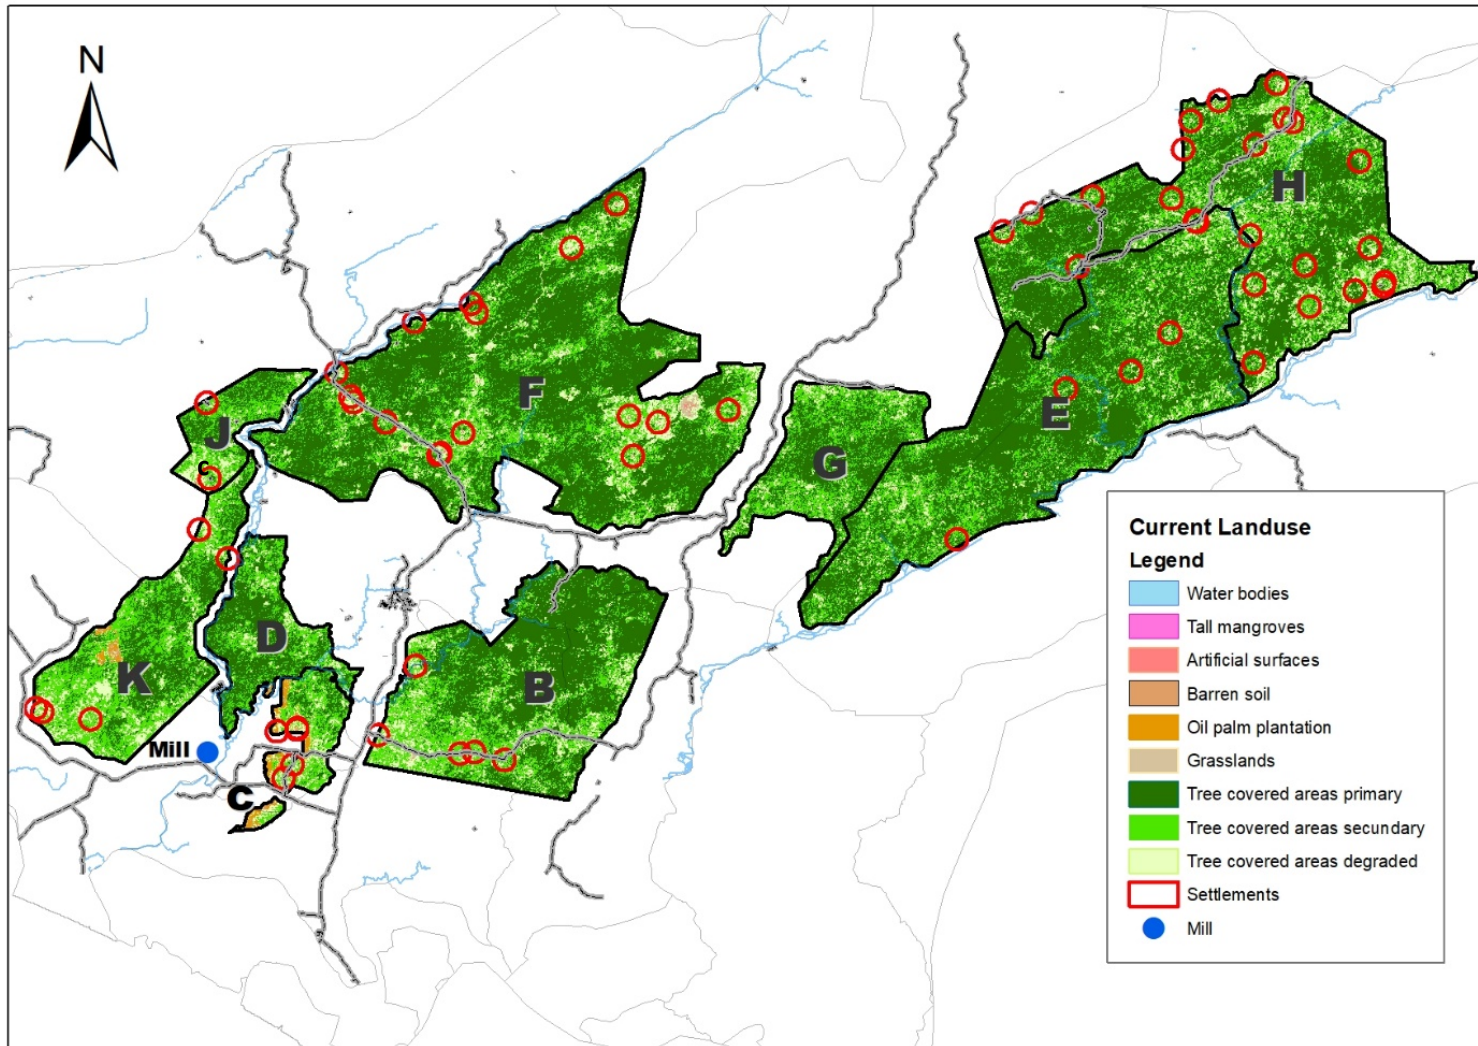 N
H
F
E
J
G
Current Landuse
Legend
Water bodies
Tall mangroves
Artificial surfaces
Barren soil
Oil palm plantation
Grasslands
Tree covered areas primary
Tree covered areas secundary
Tree covered areas degraded
Settlements
Mill
D
K
B
Mill
C